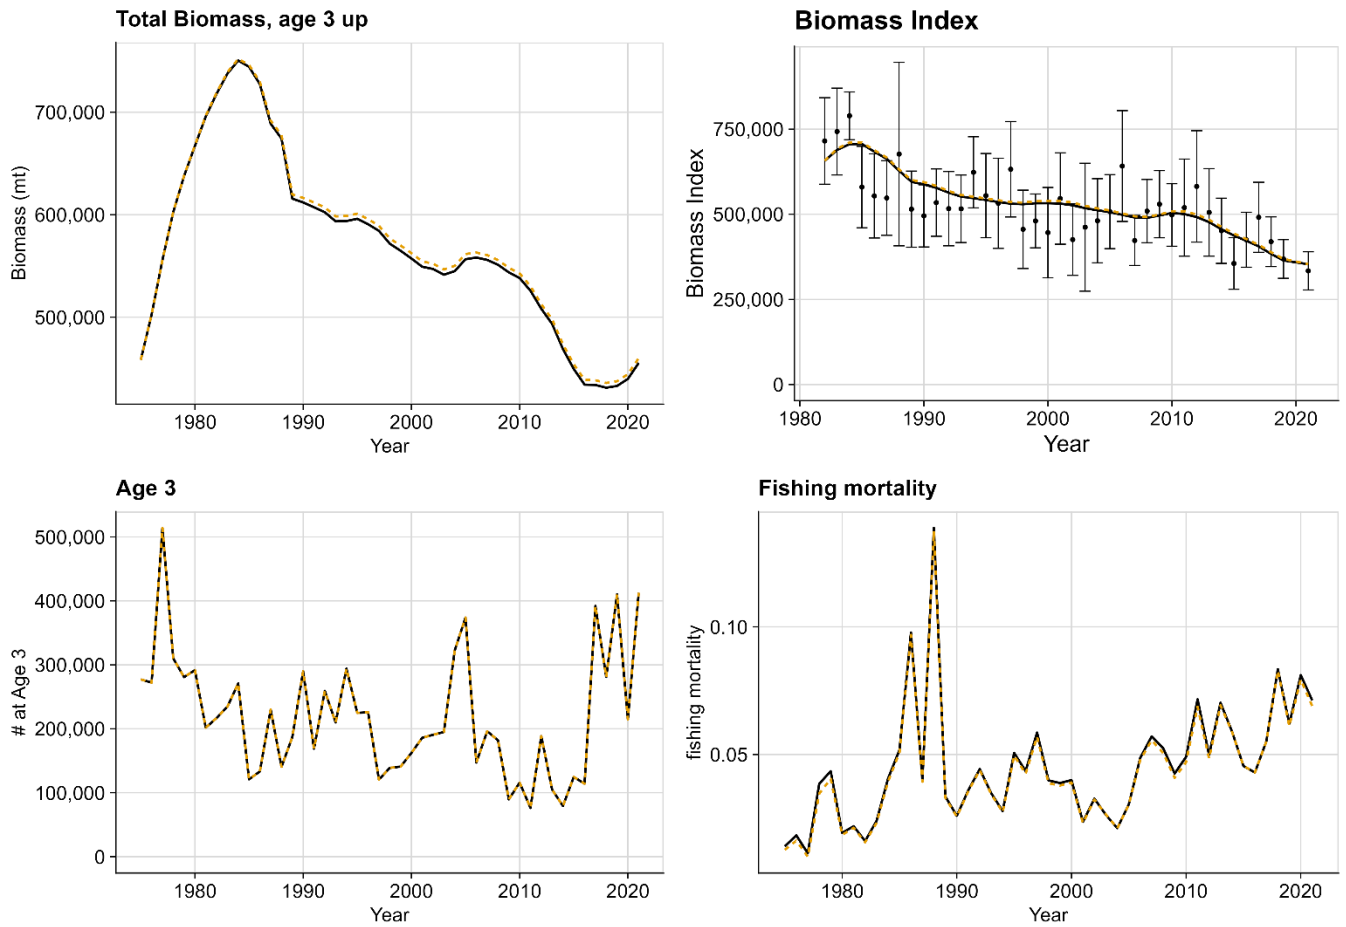 Total Biomass, age 3 up
Biomass (mt)
700,000
600,000
500,000
1980 1990 2000 2010 2020
Year
Biomass Index
Biomass Index
750,000
500,000
250,000
0
1980 1990 2000 2010 2020
Year
Age 3
# at Age 3
500,000
400,000
300,000
200,000
100,000
0
1980 1990 2000 2010 2020
Year
Fishing mortality
fishing mortality
0.10
0.05
1980 1990 2000 2010 2020
Year